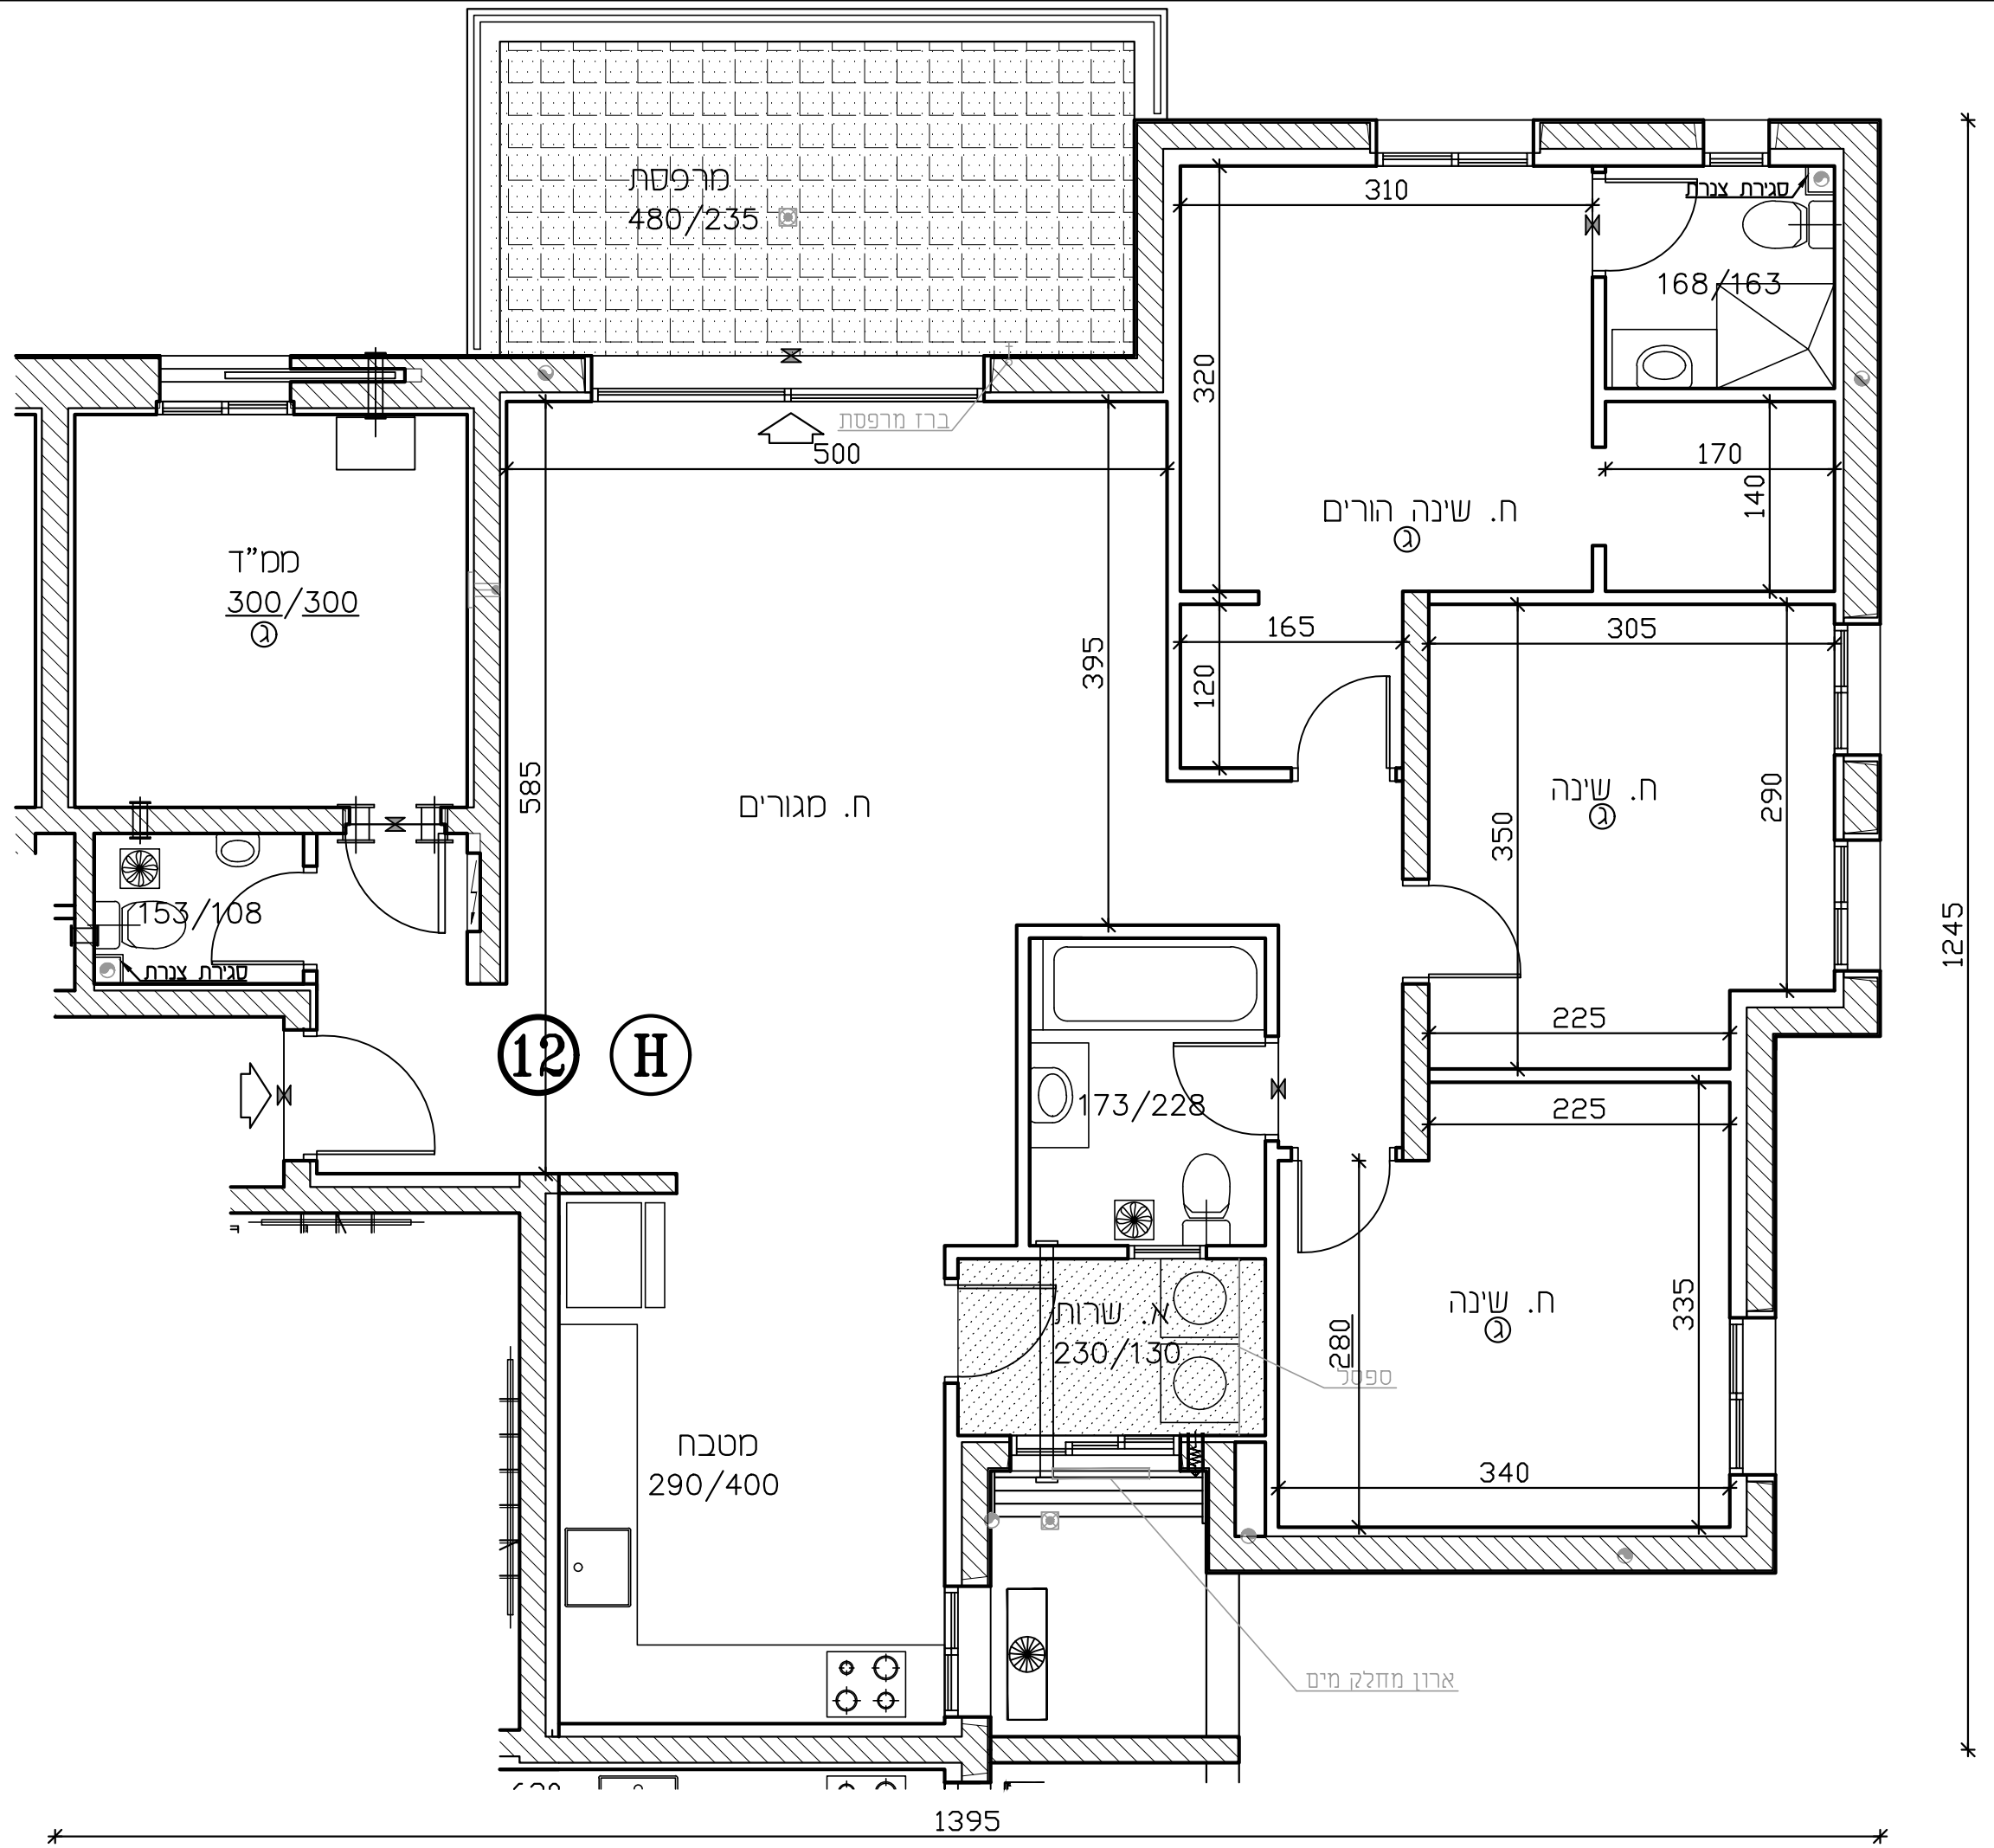 מרפסת
480/235
310
סגירת צנרת
168/163
320
ברז מרפסת
500
170
140
ח. שינה הורים
ג
ממ"ד
300/300
ג
395
165
120
305
585
ח. מגורים
ח. שינה
ג
350
290
153/108
סגירת צנרת
1245
225
12
H
173/228
225
א. שרות
230/130
ח. שינה
ג
335
280
ספסל
מטבח
290/400
340
ארון מחלק מים
1395